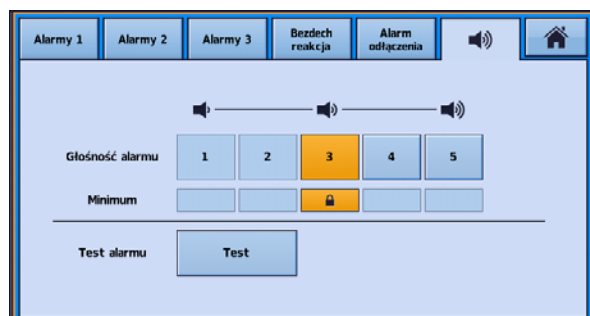 Alarmy 1
Alarmy 2
Alarmy 3
Bezdech
reakcja
Alarm
odłączenia
Głośność alarmu
1
2
3
4
5
Minimum
Test alarmu
Test